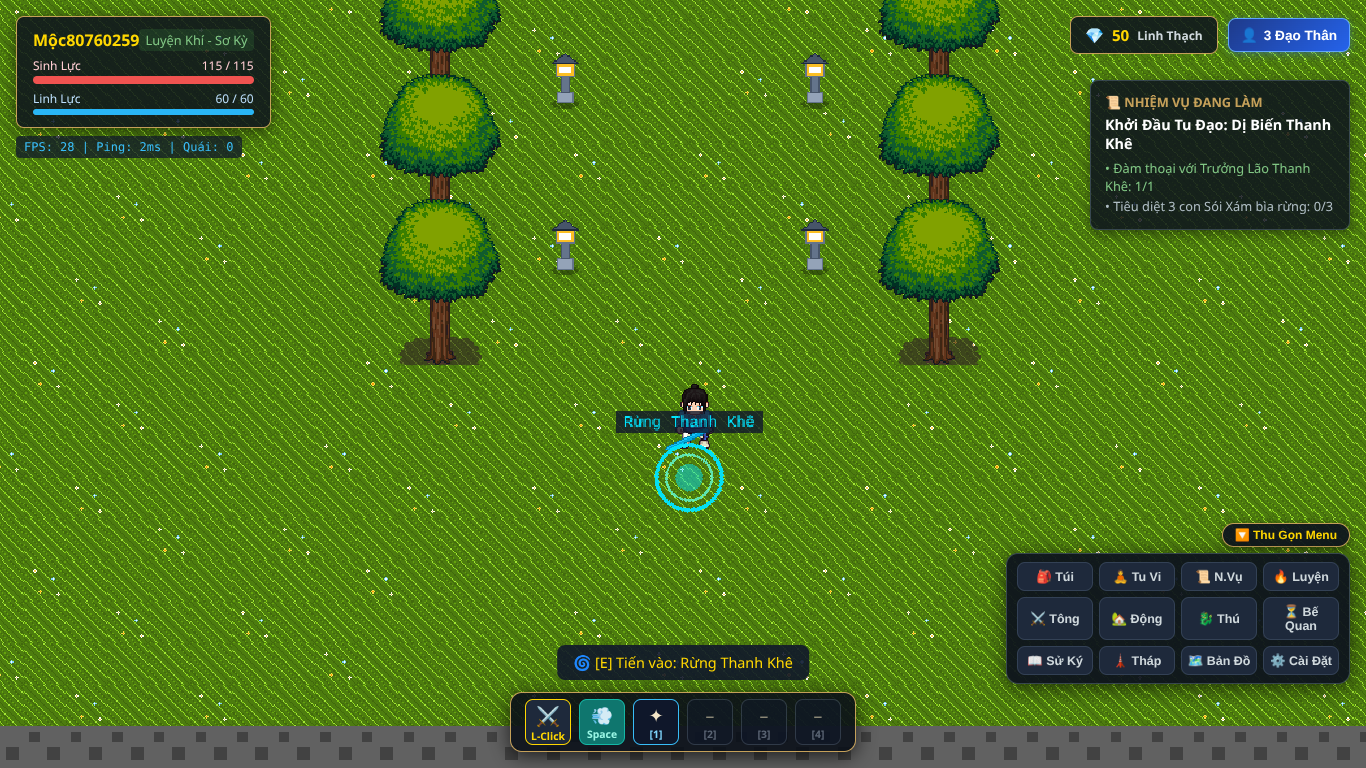 Mộc80760259 Luyện Khí - Sơ Kỳ
Sinh Lực 115 / 115
Linh Lực 60 / 60
FPS: 28 | Ping: 2ms | Quái: 0
💎 50 Linh Thạch
👤 3 Đạo Thân
📜 NHIỆM VỤ ĐANG LÀM
Khởi Đầu Tu Đạo: Dị Biến Thanh
Khê
• Đàm thoại với Trưởng Lão Thanh
Khê: 1/1
• Tiêu diệt 3 con Sói Xám bìa rừng: 0/3
Rừng Thanh Khê
🔽 Thu Gọn Menu
🎒 Túi 🧘 Tu Vi 📜 N.Vụ 🔥 Luyện
⚔️ Tông 🏡 Động 🐉 Thú ⏳ Bế
Quan
📖 Sử Ký 🗼 Tháp 🗺️ Bản Đồ ⚙️ Cài Đặt
🌀 [E] Tiến vào: Rừng Thanh Khê
L-Click Space [1] [2] [3] [4]